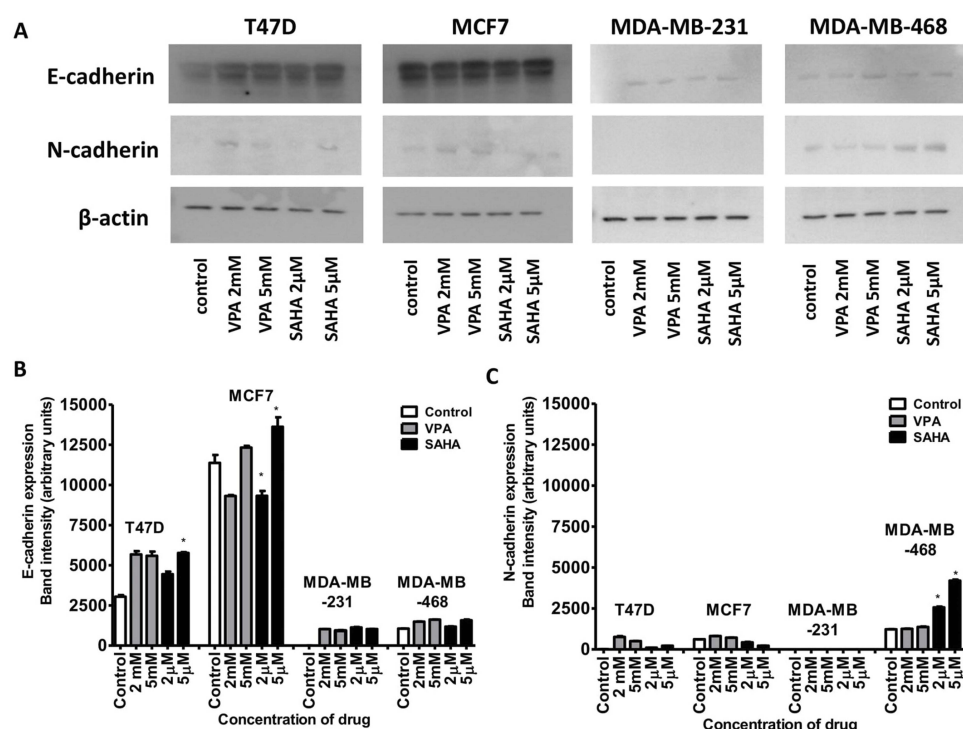 A
T47D MCF7 MDA-MB-231 MDA-MB-468
E-cadherin
N-cadherin
β-actin
control VPA 2mM VPA 5mM SAHA 2μM SAHA 5μM control VPA 2mM VPA 5mM SAHA 2μM SAHA 5μM control VPA 2mM VPA 5mM SAHA 2μM SAHA 5μM control VPA 2mM VPA 5mM SAHA 2μM SAHA 5μM
B
E-cadherin expression
Band intensity (arbitrary units)
15000
12500
10000
7500
5000
2500
0
MCF7
T47D
MDA-MB
-231
MDA-MB
-468
* * *
Control
VPA
SAHA
Control 2 mM 5mM 2μM 5μM Control 2mM 5mM 2μM 5μM Control 2mM 5mM 2μM 5μM Control 2mM 5mM 2μM 5μM
Concentration of drug
C
N-cadherin expression
Band intensity (arbitrary units)
15000
12500
10000
7500
5000
2500
0
Control
VPA
SAHA
MDA-MB
-468
T47D
MCF7
MDA-MB
-231
* *
Control 2 mM 5mM 2μM 5μM Control 2mM 5mM 2μM 5μM Control 2mM 5mM 2μM 5μM Control 2mM 5mM 2μM 5μM
Concentration of drug